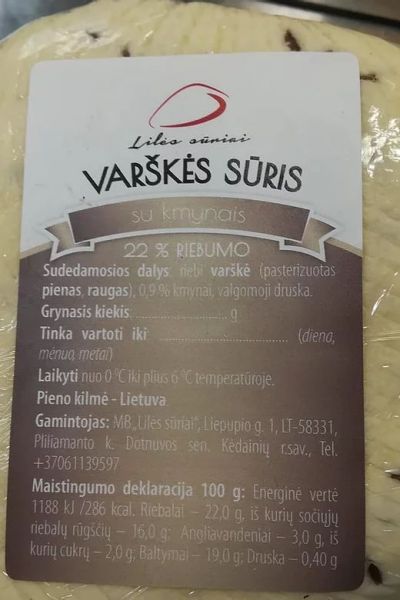 Lilės sūriai
VARŠKĖS SŪRIS
su kmynais
22 % RIEBUMO
Sudedamosios dalys: riebi varškė (pasterizuotas
pienas, raugas), 0,9 % kmynai, valgomoji druska.
Grynasis kiekis:............................ g
Tinka vartoti iki ................................. (diena,
mėnuo, metai)
Laikyti nuo 0 °C iki plius 6 °C temperatūroje.
Pieno kilmė - Lietuva
Gamintojas: MB„Lilės sūriai", Liepupio g. 1, LT-58331,
Pliliamanto k. Dotnuvos sen. Kėdainių r.sav., Tel.
+37061139597
Maistingumo deklaracija 100 g: Energinė vertė
1188 kJ /286 kcal. Riebalai – 22,0 g, iš kurių sočiųjų
riebalų rūgščių – 16,0 g: Angliavandeniai – 3,0 g, iš
kurių cukrų – 2,0 g; Baltymai – 19,0 g; Druska – 0,40 g